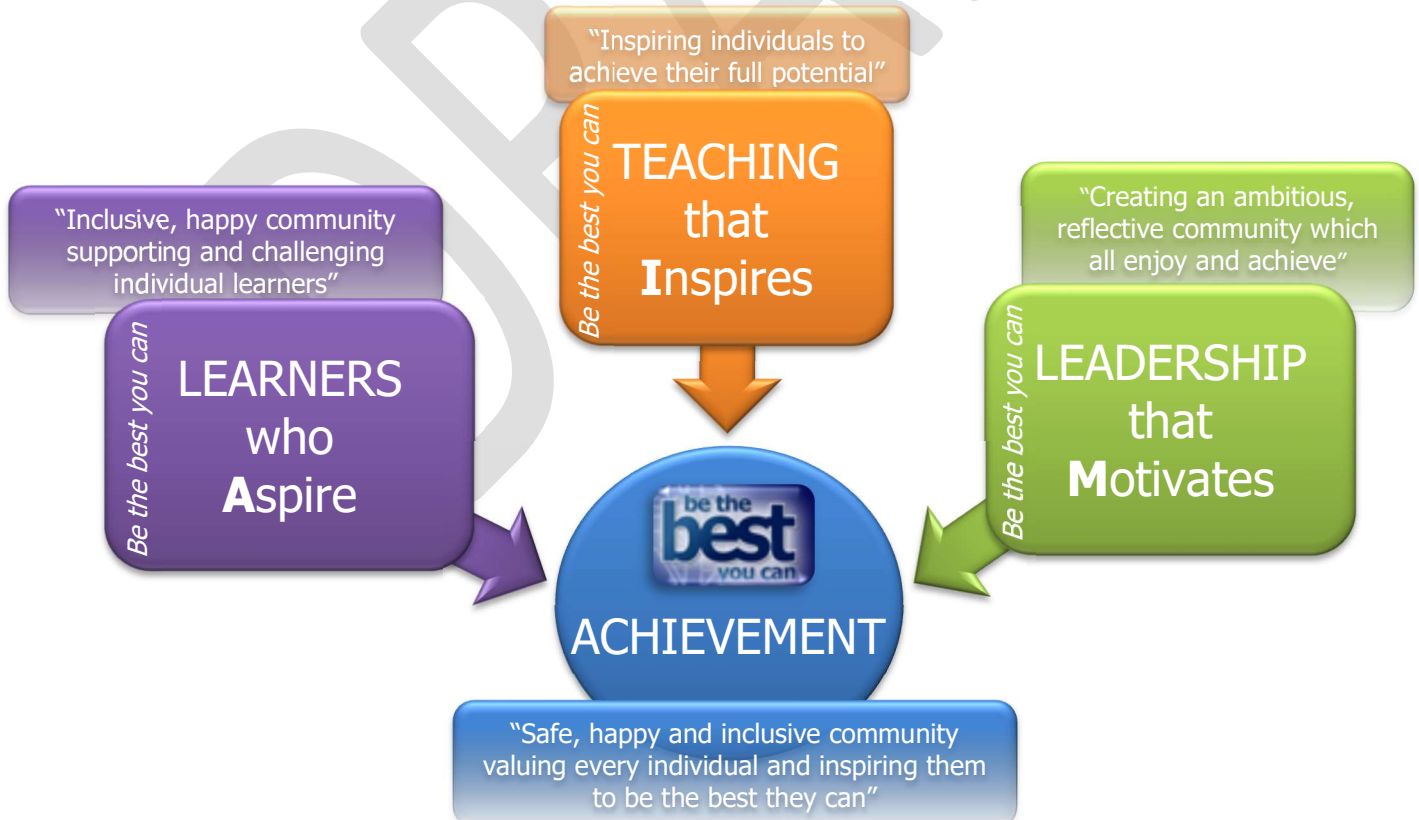 “Inspiring individuals to
achieve their full potential”
Be the best you can
TEACHING
that
Inspires
“Inclusive, happy community
supporting and challenging
individual learners”
Be the best you can
LEARNERS
who
Aspire
“Creating an ambitious,
reflective community which
all enjoy and achieve”
Be the best you can
LEADERSHIP
that
Motivates
be the
best
you can
ACHIEVEMENT
“Safe, happy and inclusive community
valuing every individual and inspiring them
to be the best they can”